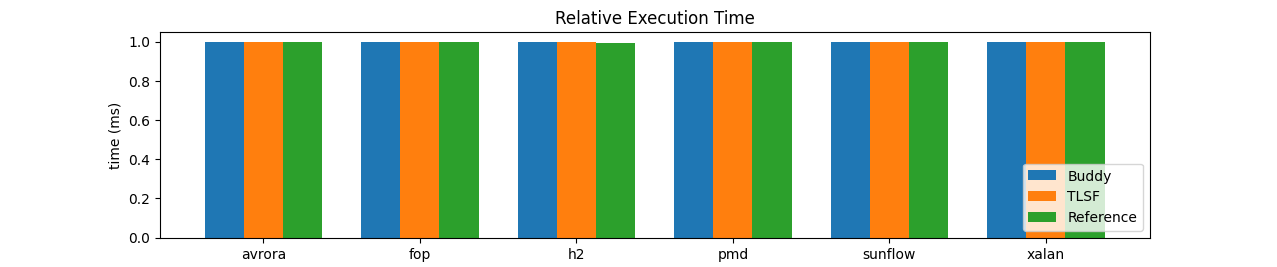 Relative Execution Time
time (ms)
1.0
0.8
0.6
0.4
0.2
0.0
avrora fop h2 pmd sunflow xalan
Buddy
TLSF
Reference